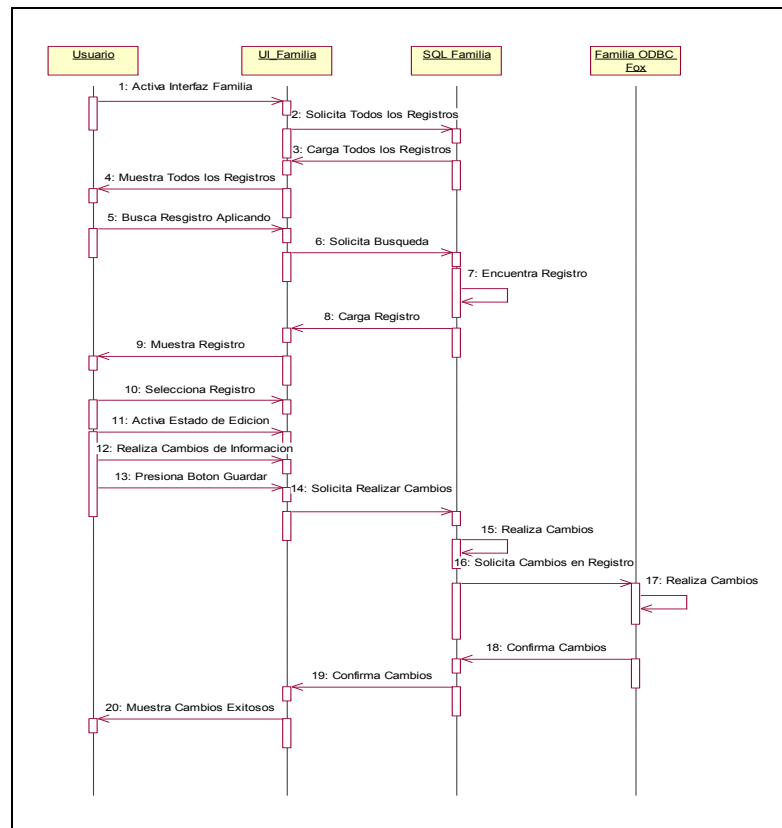 Usuario
UI_Familia
SQL Familia
Familia ODBC
Fox
1: Activa Interfaz Familia
2: Solicita Todos los Registros
3: Carga Todos los Registros
4: Muestra Todos los Registros
5: Busca Resgistro Aplicando
6: Solicita Busqueda
7: Encuentra Registro
8: Carga Registro
9: Muestra Registro
10: Selecciona Registro
11: Activa Estado de Edicion
12: Realiza Cambios de Informacion
13: Presiona Boton Guardar
14: Solicita Realizar Cambios
15: Realiza Cambios
16: Solicita Cambios en Registro
17: Realiza Cambios
18: Confirma Cambios
19: Confirma Cambios
20: Muestra Cambios Exitosos